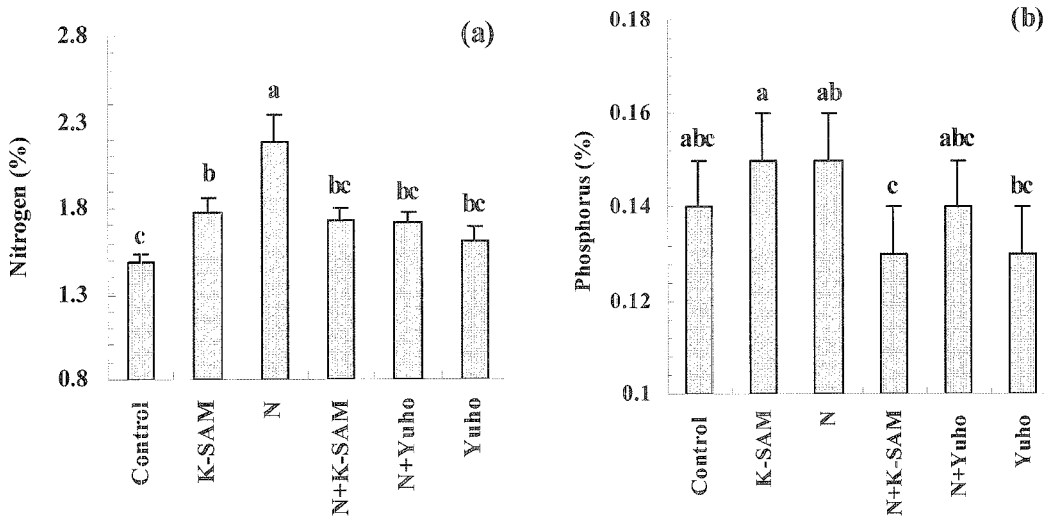 (a)
Nitrogen (%)
2.8
2.3
1.8
1.3
0.8
c
b
a
bc
bc
bc
Control
K-SAM
N
N+K-SAM
N+Yuho
Yuho
(b)
Phosphorus (%)
0.18
0.16
0.14
0.12
0.1
abc
a
ab
c
abc
bc
Control
K-SAM
N
N+K-SAM
N+Yuho
Yuho